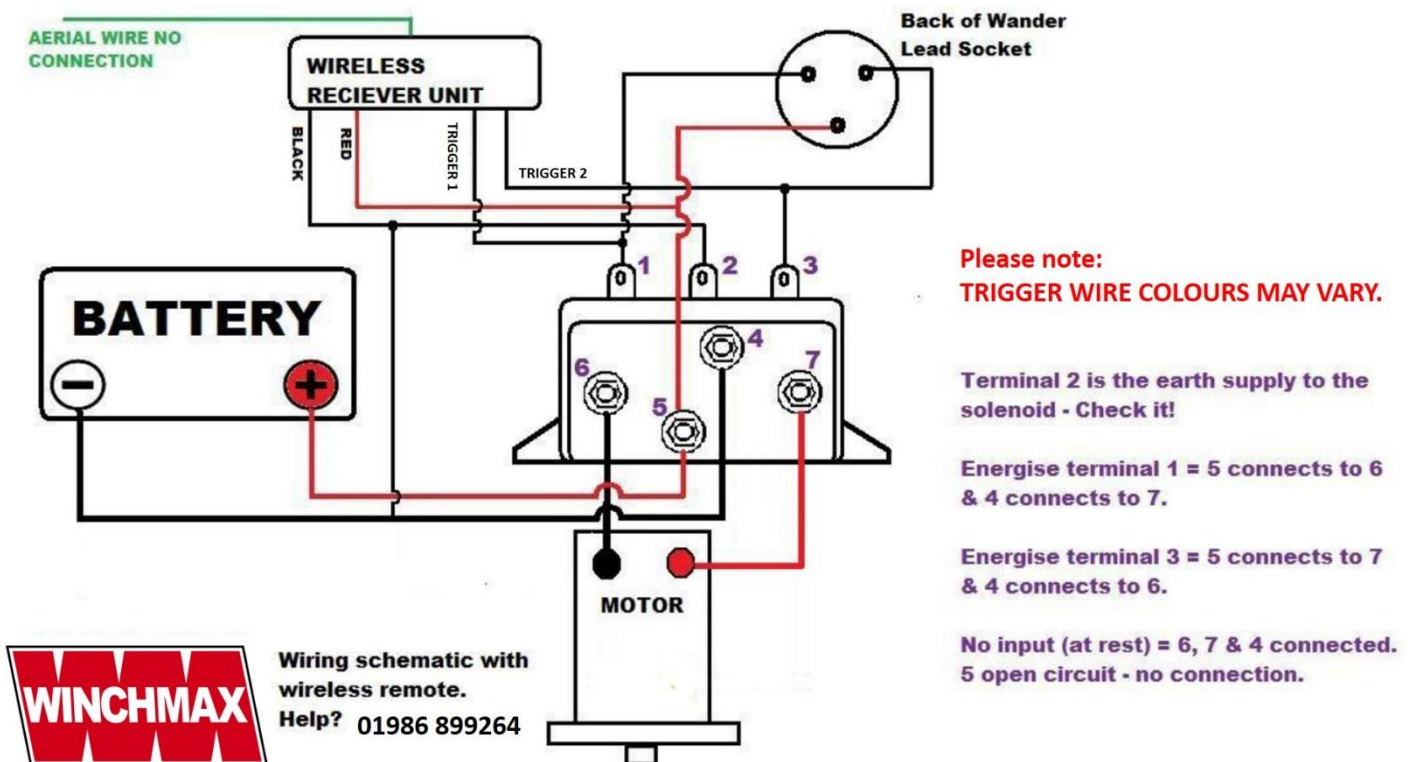 AERIAL WIRE NO
CONNECTION
WIRELESS
RECIEVER UNIT
BLACK
RED
TRIGGER 1
TRIGGER 2
Back of Wander
Lead Socket
BATTERY
1
2
3
4
5
6
7
MOTOR
Please note:
TRIGGER WIRE COLOURS MAY VARY.
Terminal 2 is the earth supply to the
solenoid - Check it!
Energise terminal 1 = 5 connects to 6
& 4 connects to 7.
Energise terminal 3 = 5 connects to 7
& 4 connects to 6.
No input (at rest) = 6, 7 & 4 connected.
5 open circuit - no connection.
WINCHMAX
Wiring schematic with
wireless remote.
Help? 01986 899264